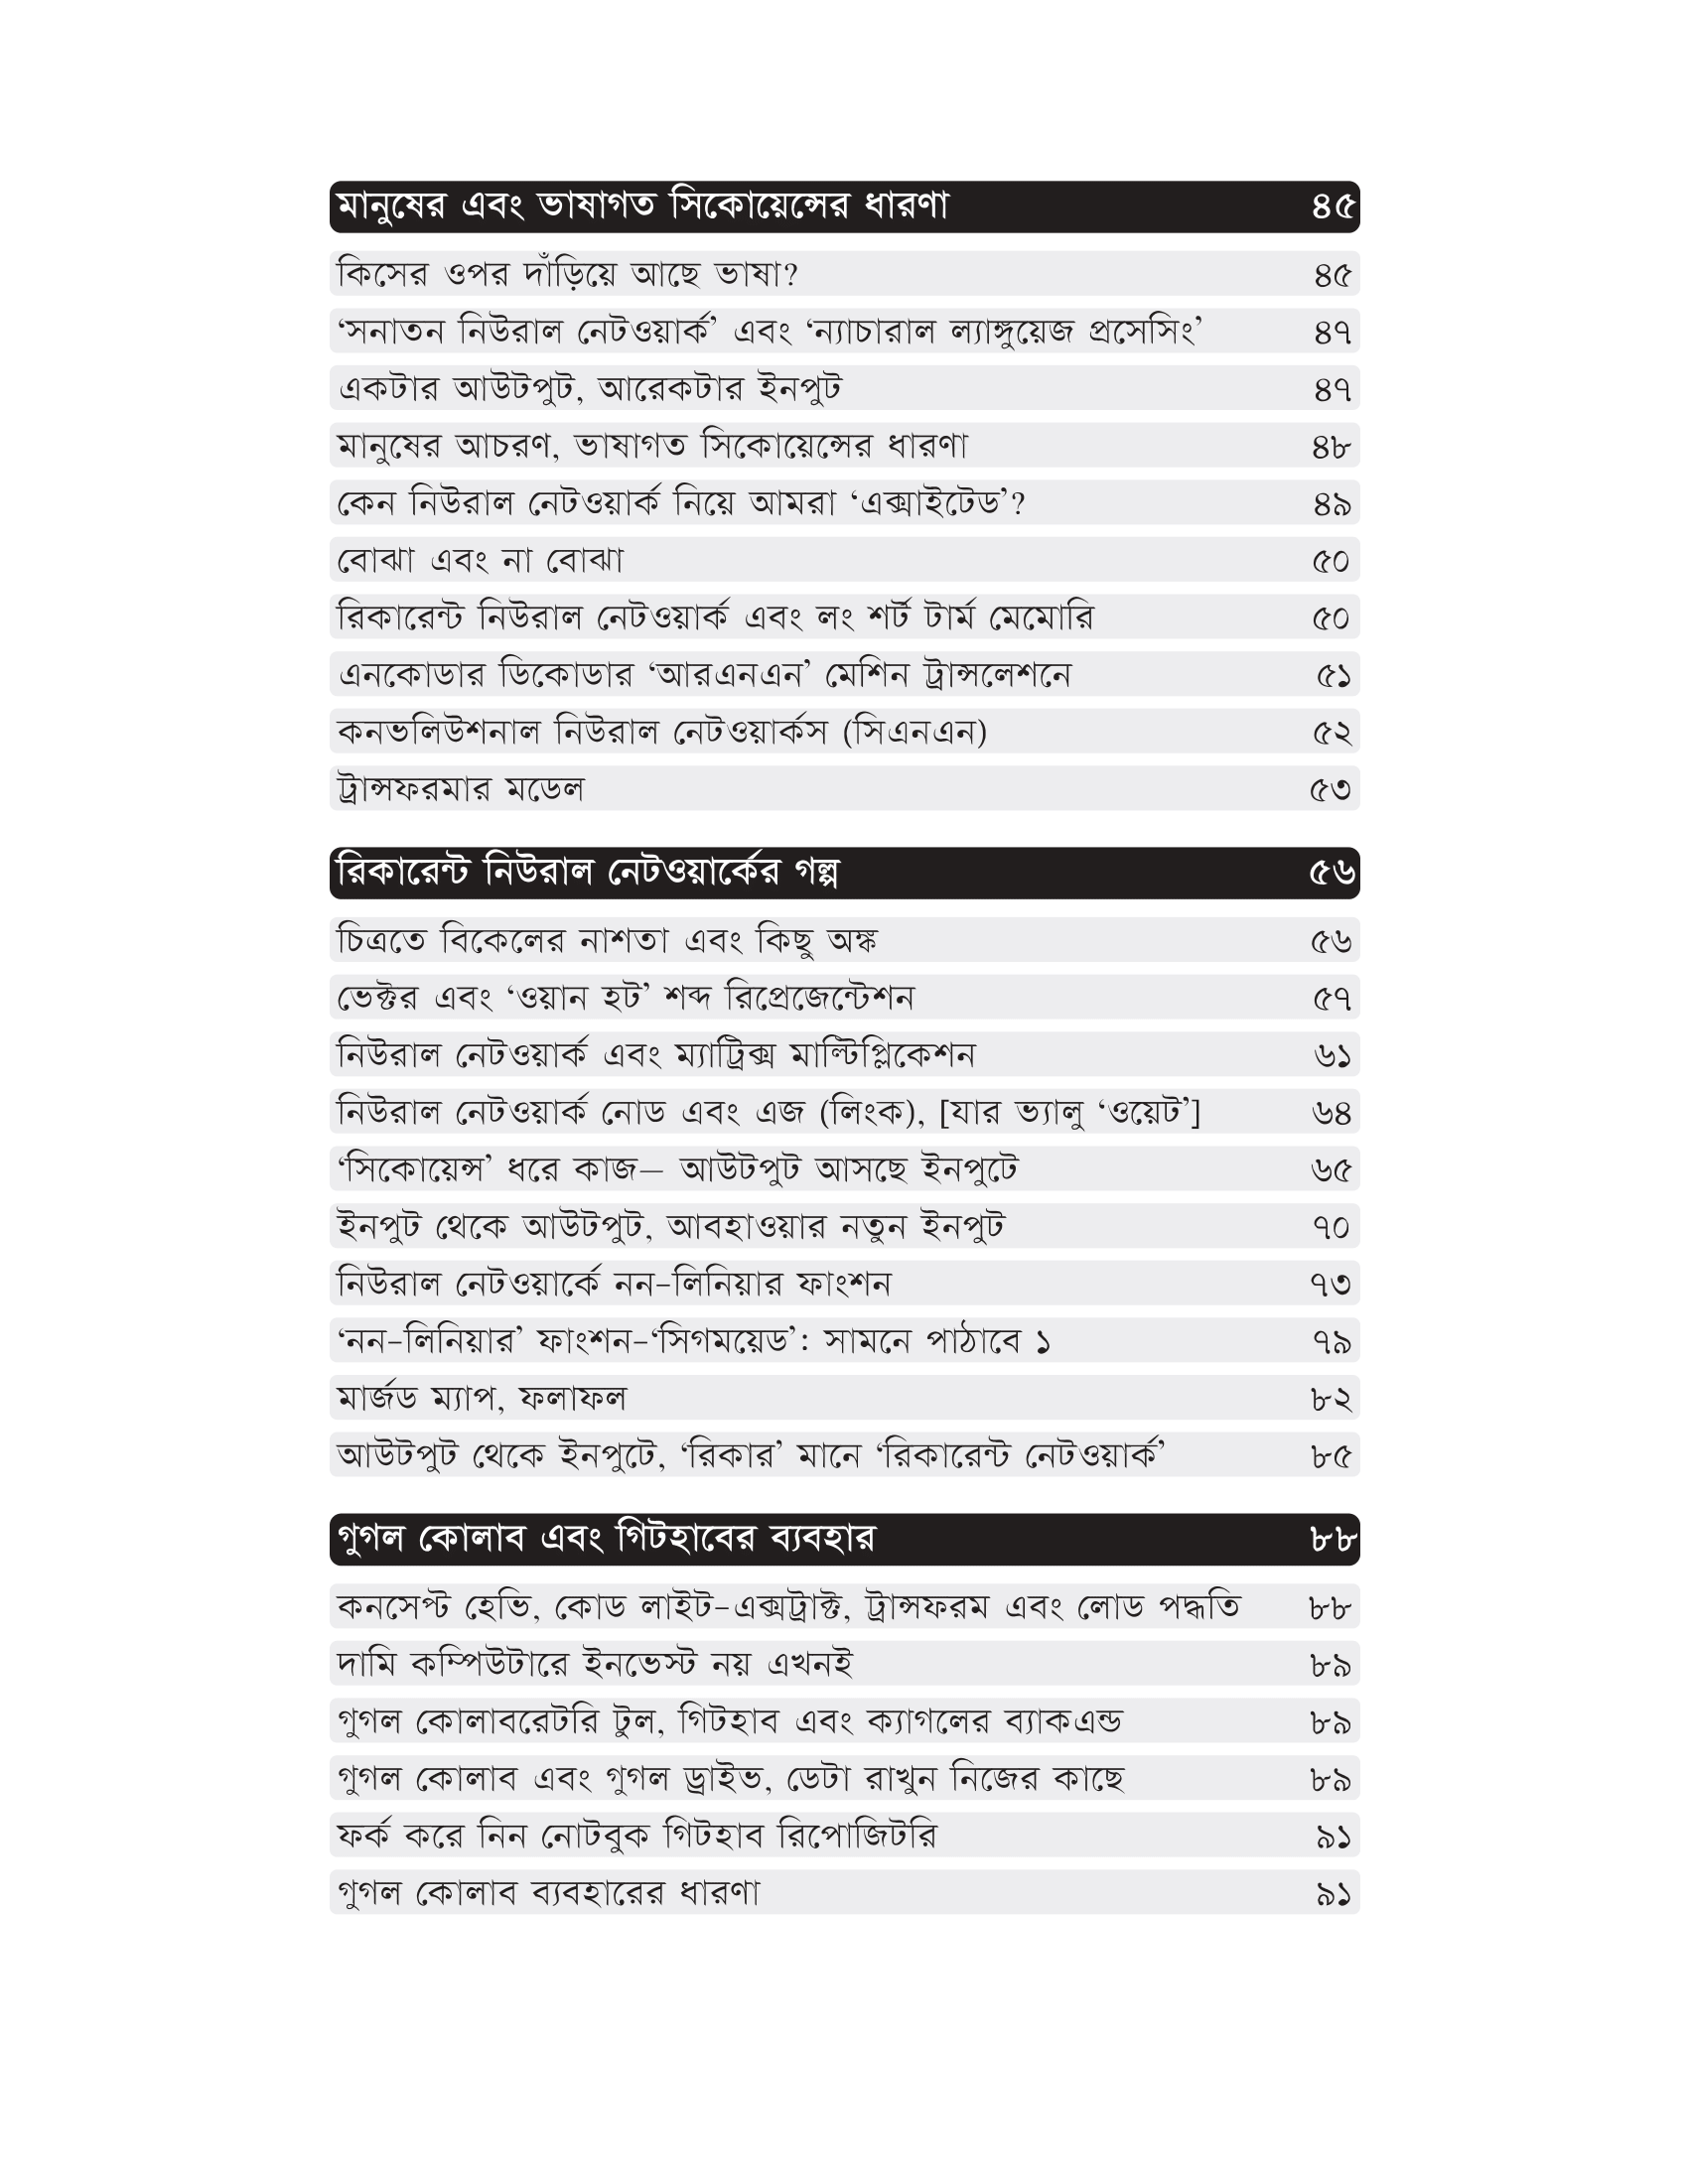 মানুষের এবং ভাষাগত সিকোয়েন্সের ধারণা ৪৫
কিসের ওপর দাঁড়িয়ে আছে ভাষা? ৪৫
‘সনাতন নিউরাল নেটওয়ার্ক’ এবং ‘ন্যাচারাল ল্যাঙ্গুয়েজ প্রসেসিং’ ৪৭
একটার আউটপুট, আরেকটার ইনপুট ৪৭
মানুষের আচরণ, ভাষাগত সিকোয়েন্সের ধারণা ৪৮
কেন নিউরাল নেটওয়ার্ক নিয়ে আমরা ‘এক্সাইটেড’? ৪৯
বোঝা এবং না বোঝা ৫০
রিকারেন্ট নিউরাল নেটওয়ার্ক এবং লং শর্ট টার্ম মেমোরি ৫০
এনকোডার ডিকোডার ‘আরএনএন’ মেশিন ট্রান্সলেশনে ৫১
কনভলিউশনাল নিউরাল নেটওয়ার্কস (সিএনএন) ৫২
ট্রান্সফরমার মডেল ৫৩
রিকারেন্ট নিউরাল নেটওয়ার্কের গল্প ৫৬
চিত্রতে বিকেলের নাশতা এবং কিছু অঙ্ক ৫৬
ভেক্টর এবং ‘ওয়ান হট’ শব্দ রিপ্রেজেন্টেশন ৫৭
নিউরাল নেটওয়ার্ক এবং ম্যাট্রিক্স মাল্টিপ্লিকেশন ৬১
নিউরাল নেটওয়ার্ক নোড এবং এজ (লিংক), [যার ভ্যালু ‘ওয়েট’] ৬৪
‘সিকোয়েন্স’ ধরে কাজ– আউটপুট আসছে ইনপুটে ৬৫
ইনপুট থেকে আউটপুট, আবহাওয়ার নতুন ইনপুট ৭০
নিউরাল নেটওয়ার্কে নন-লিনিয়ার ফাংশন ৭৩
‘নন-লিনিয়ার’ ফাংশন-‘সিগময়েড’: সামনে পাঠাবে ১ ৭৯
মার্জড ম্যাপ, ফলাফল ৮২
আউটপুট থেকে ইনপুটে, ‘রিকার’ মানে ‘রিকারেন্ট নেটওয়ার্ক’ ৮৫
গুগল কোলাব এবং গিটহাবের ব্যবহার ৮৮
কনসেপ্ট হেভি, কোড লাইট-এক্সট্রাক্ট, ট্রান্সফরম এবং লোড পদ্ধতি ৮৮
দামি কম্পিউটারে ইনভেস্ট নয় এখনই ৮৯
গুগল কোলাবরেটরি টুল, গিটহাব এবং ক্যাগলের ব্যাকএন্ড ৮৯
গুগল কোলাব এবং গুগল ড্রাইভ, ডেটা রাখুন নিজের কাছে ৮৯
ফর্ক করে নিন নোটবুক গিটহাব রিপোজিটরি ৯১
গুগল কোলাব ব্যবহারের ধারণা ৯১